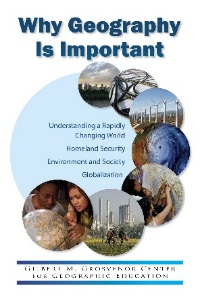 Why Geography
Is Important
Understanding a Rapidly
Changing World
Homeland Security
Environment and Society
Globalization
Gilbert M. Grosvenor Center
for Geographic Education